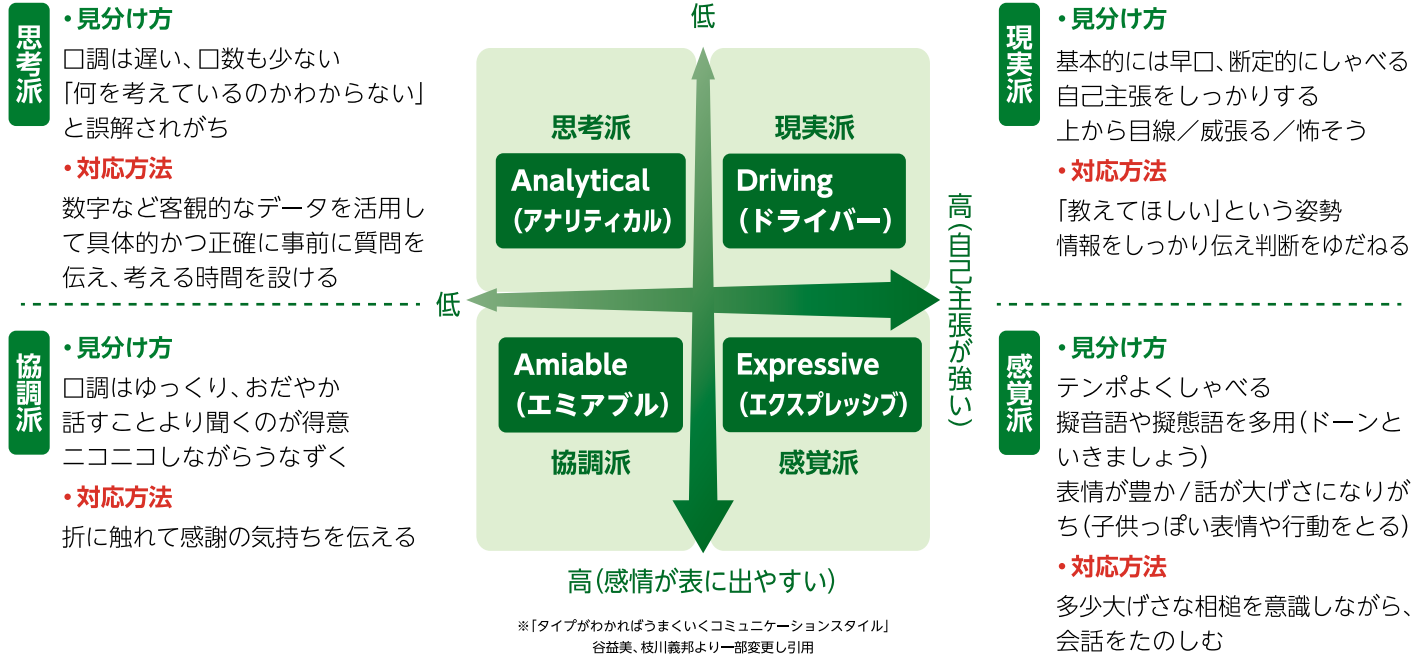 思考派
・見分け方
口調は遅い、口数も少ない
「何を考えているのかわからない」
と誤解されがち
・対応方法
数字など客観的なデータを活用し
て具体的かつ正確に事前に質問を
伝え、考える時間を設ける
協調派
・見分け方
口調はゆっくり、おだやか
話すことより聞くのが得意
ニコニコしながらうなずく
・対応方法
折に触れて感謝の気持ちを伝える
低
思考派
Analytical
（アナリティカル）
現実派
Driving
（ドライバー）
低
高（自己主張が強い）
Amiable
（エミアブル）
協調派
Expressive
（エクスプレッシブ）
感覚派
高（感情が表に出やすい）
※「タイプがわかればうまくいくコミュニケーションスタイル」
谷益美、枝川義邦より一部変更し引用
現実派
・見分け方
基本的には早口、断定的にしゃべる
自己主張をしっかりする
上から目線／威張る／怖そう
・対応方法
「教えてほしい」という姿勢
情報をしっかり伝え判断をゆだねる
感覚派
・見分け方
テンポよくしゃべる
擬音語や擬態語を多用（ドーンと
いきましょう）
表情が豊か/話が大げさになりが
ち（子供っぽい表情や行動をとる）
・対応方法
多少大げさな相槌を意識しながら、
会話をたのしむ